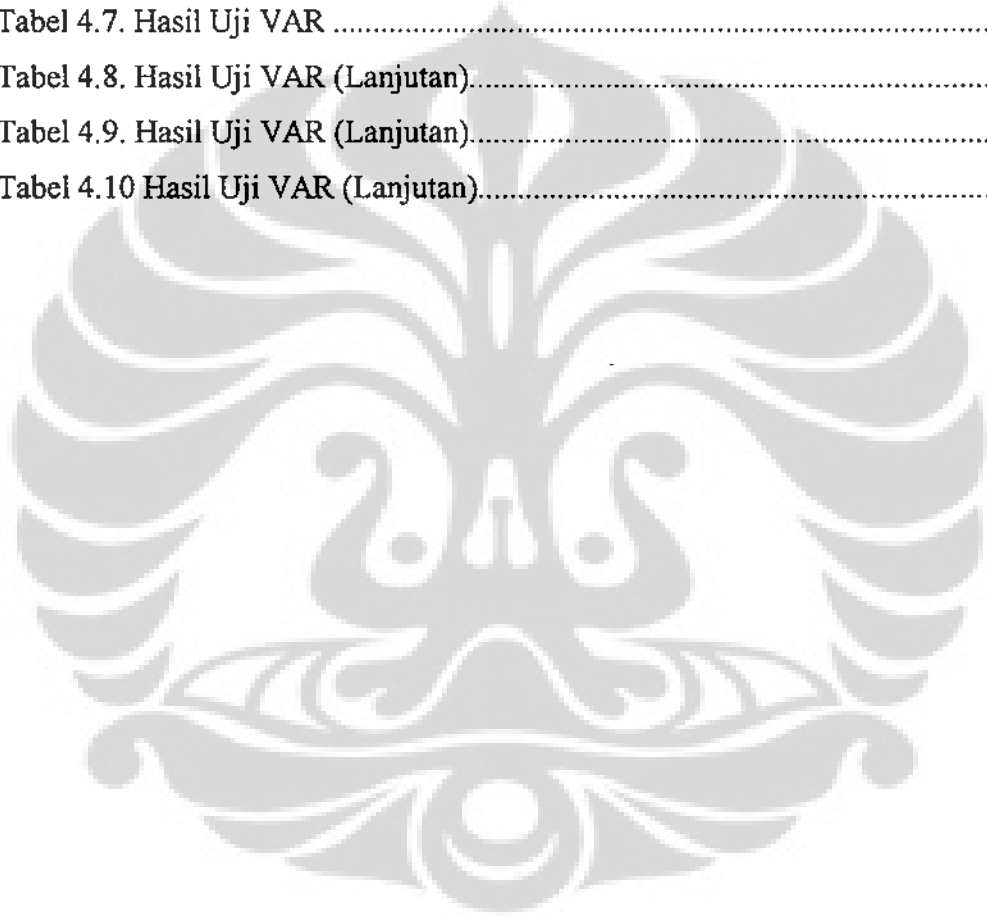 Tabel 4.7. Hasil Uji VAR ........................................................................
Tabel 4.8. Hasil Uji VAR (Lanjutan)........................................................
Tabel 4.9. Hasil Uji VAR (Lanjutan)........................................................
Tabel 4.10 Hasil Uji VAR (Lanjutan).......................................................